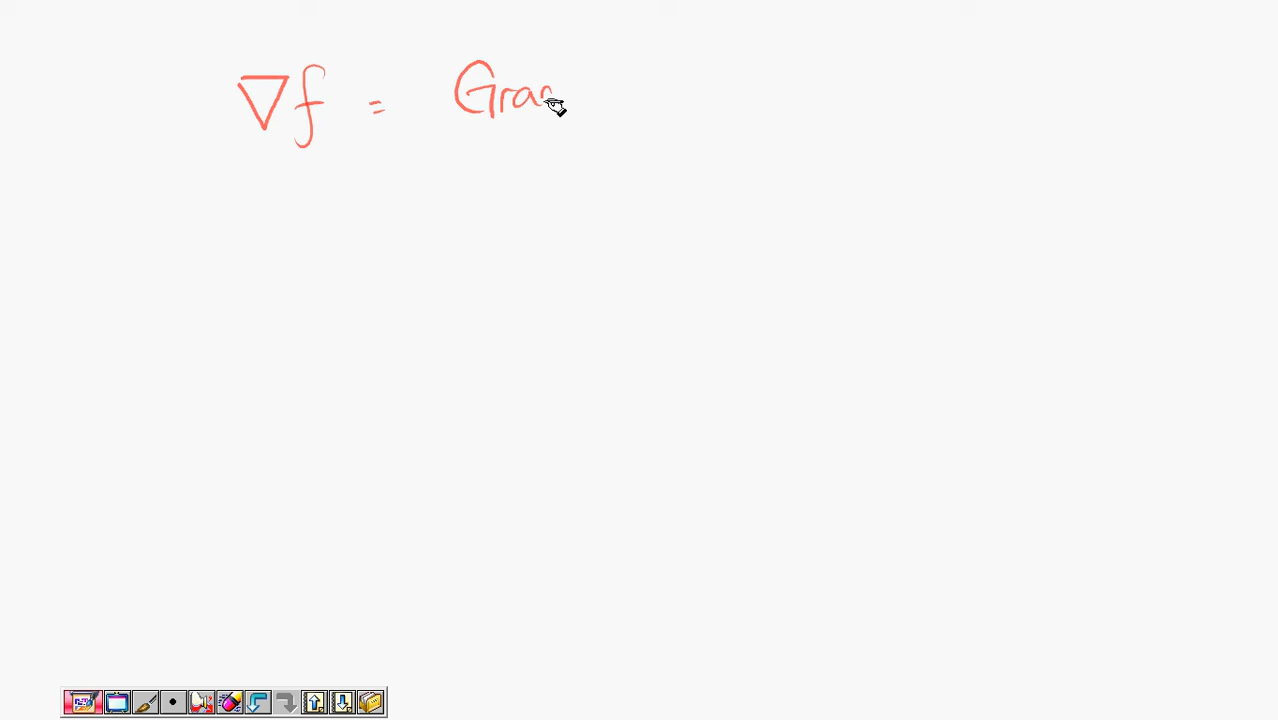 ∇f = Gra